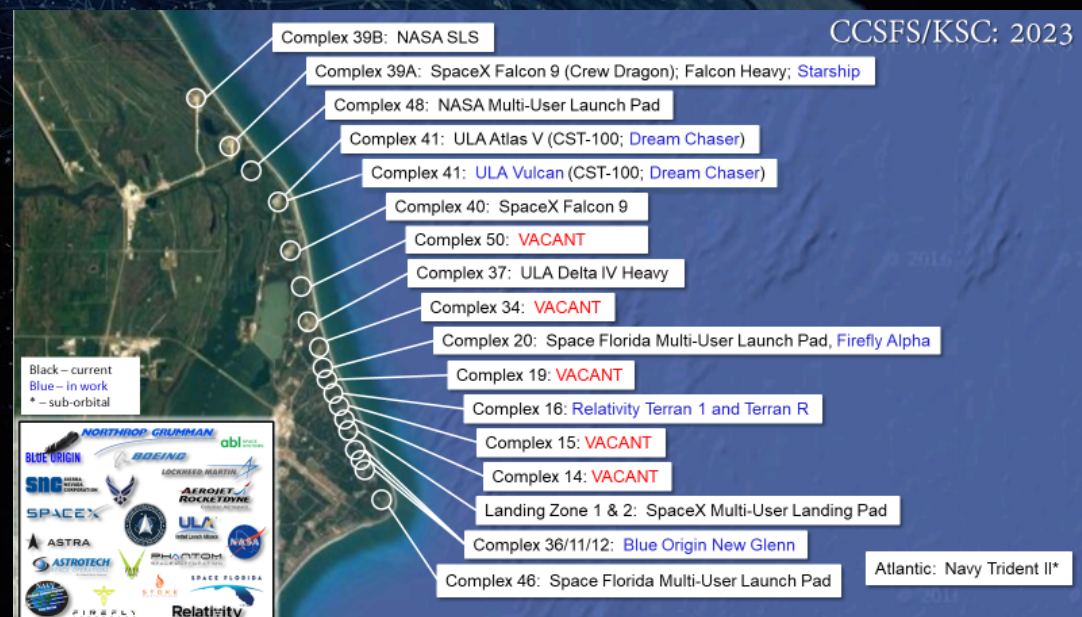 CCSFS/KSC: 2023
Complex 39B: NASA SLS
Complex 39A: SpaceX Falcon 9 (Crew Dragon); Falcon Heavy; Starship
Complex 48: NASA Multi-User Launch Pad
Complex 41: ULA Atlas V (CST-100; Dream Chaser)
Complex 41: ULA Vulcan (CST-100; Dream Chaser)
Complex 40: SpaceX Falcon 9
Complex 50: VACANT
Complex 37: ULA Delta IV Heavy
Complex 34: VACANT
Complex 20: Space Florida Multi-User Launch Pad, Firefly Alpha
Complex 19: VACANT
Complex 16: Relativity Terran 1 and Terran R
Complex 15: VACANT
Complex 14: VACANT
Landing Zone 1 & 2: SpaceX Multi-User Landing Pad
Complex 36/11/12: Blue Origin New Glenn
Complex 46: Space Florida Multi-User Launch Pad
Atlantic: Navy Trident II*
Black – current
Blue – in work
* – sub-orbital
NORTHROP GRUMMAN
abl
BLUE ORIGIN
BOEING
LOCKHEED MARTIN
snc SIERRA NEVADA CORPORATION
AEROJET ROCKETDYNE
SPACEX
ULA
NASA
ASTRA
ASTROTECH
PHANTOM
STOKE
SPACE FLORIDA
NAVY
FIREFLY
Relativity
© 2016